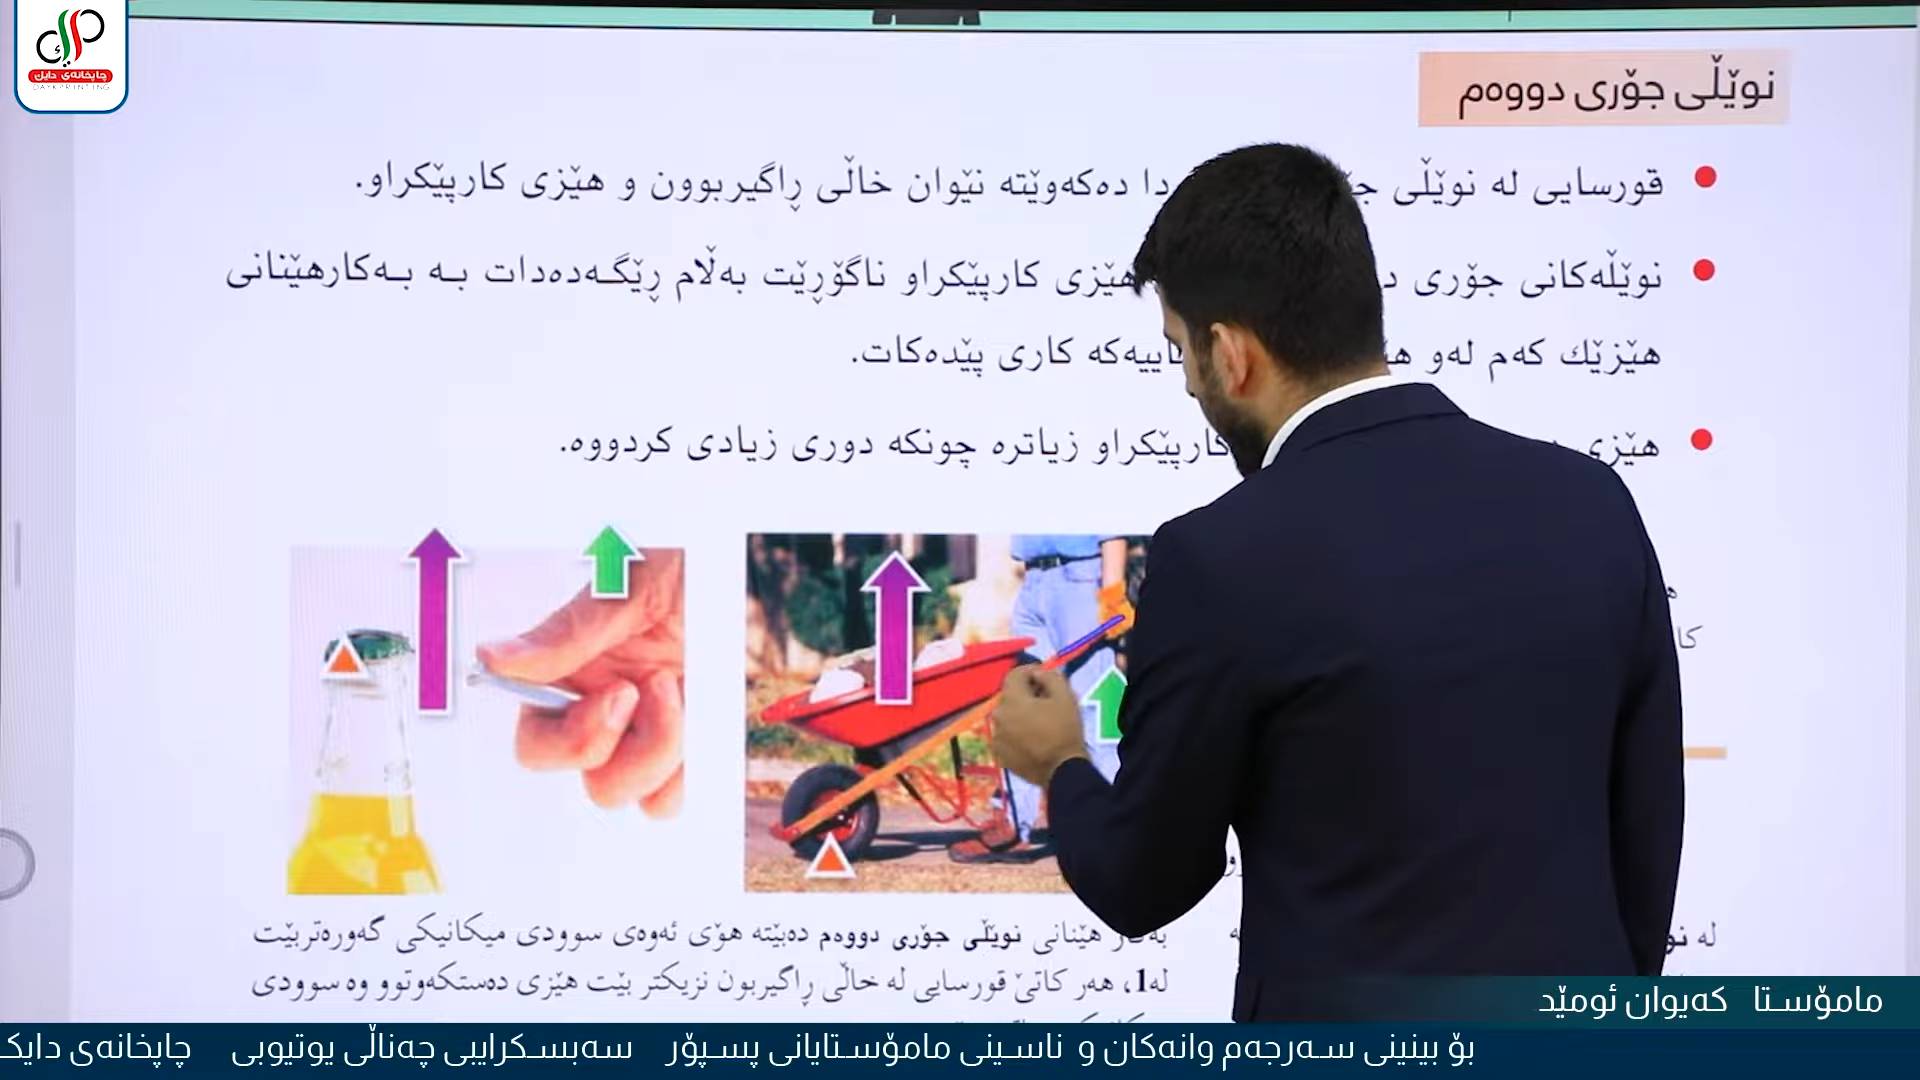 چاپخانەی دایک
DAYKPRINTING
نوێڵی جۆری دووەم
قورسایی لە نوێڵی دا دەکەوێتە نێوان خاڵی ڕاگیربوون و هێزی کارپێکراو.
نوێڵەکانی جۆری هێزی کارپێکراو ناگۆڕێت بەڵام ڕێگەدەدات بە بەکارهێنانی
هێزێك کەم لەو کاری پێدەکات.
هێزی کارپێکراو زیاترە چونکە دوری زیادی کردووە.
بەکار هێنانی نوێڵی جۆری دووەم دەبێتە هۆی ئەوەی سوودی میکانیکی گەورەتربێت
لە1، هەر کاتێ قورسایی لە خاڵی ڕاگیربون نزیکتر بێت هێزی دەستکەوتوو وە سوودی
لە
مامۆستا کەیوان ئومێد
بۆ بینینی سەرجەم وانەکان و ناسینی مامۆستایانی پسپۆر سەبسکرایبی چەناڵی یوتیوبی چاپخانەی دایک